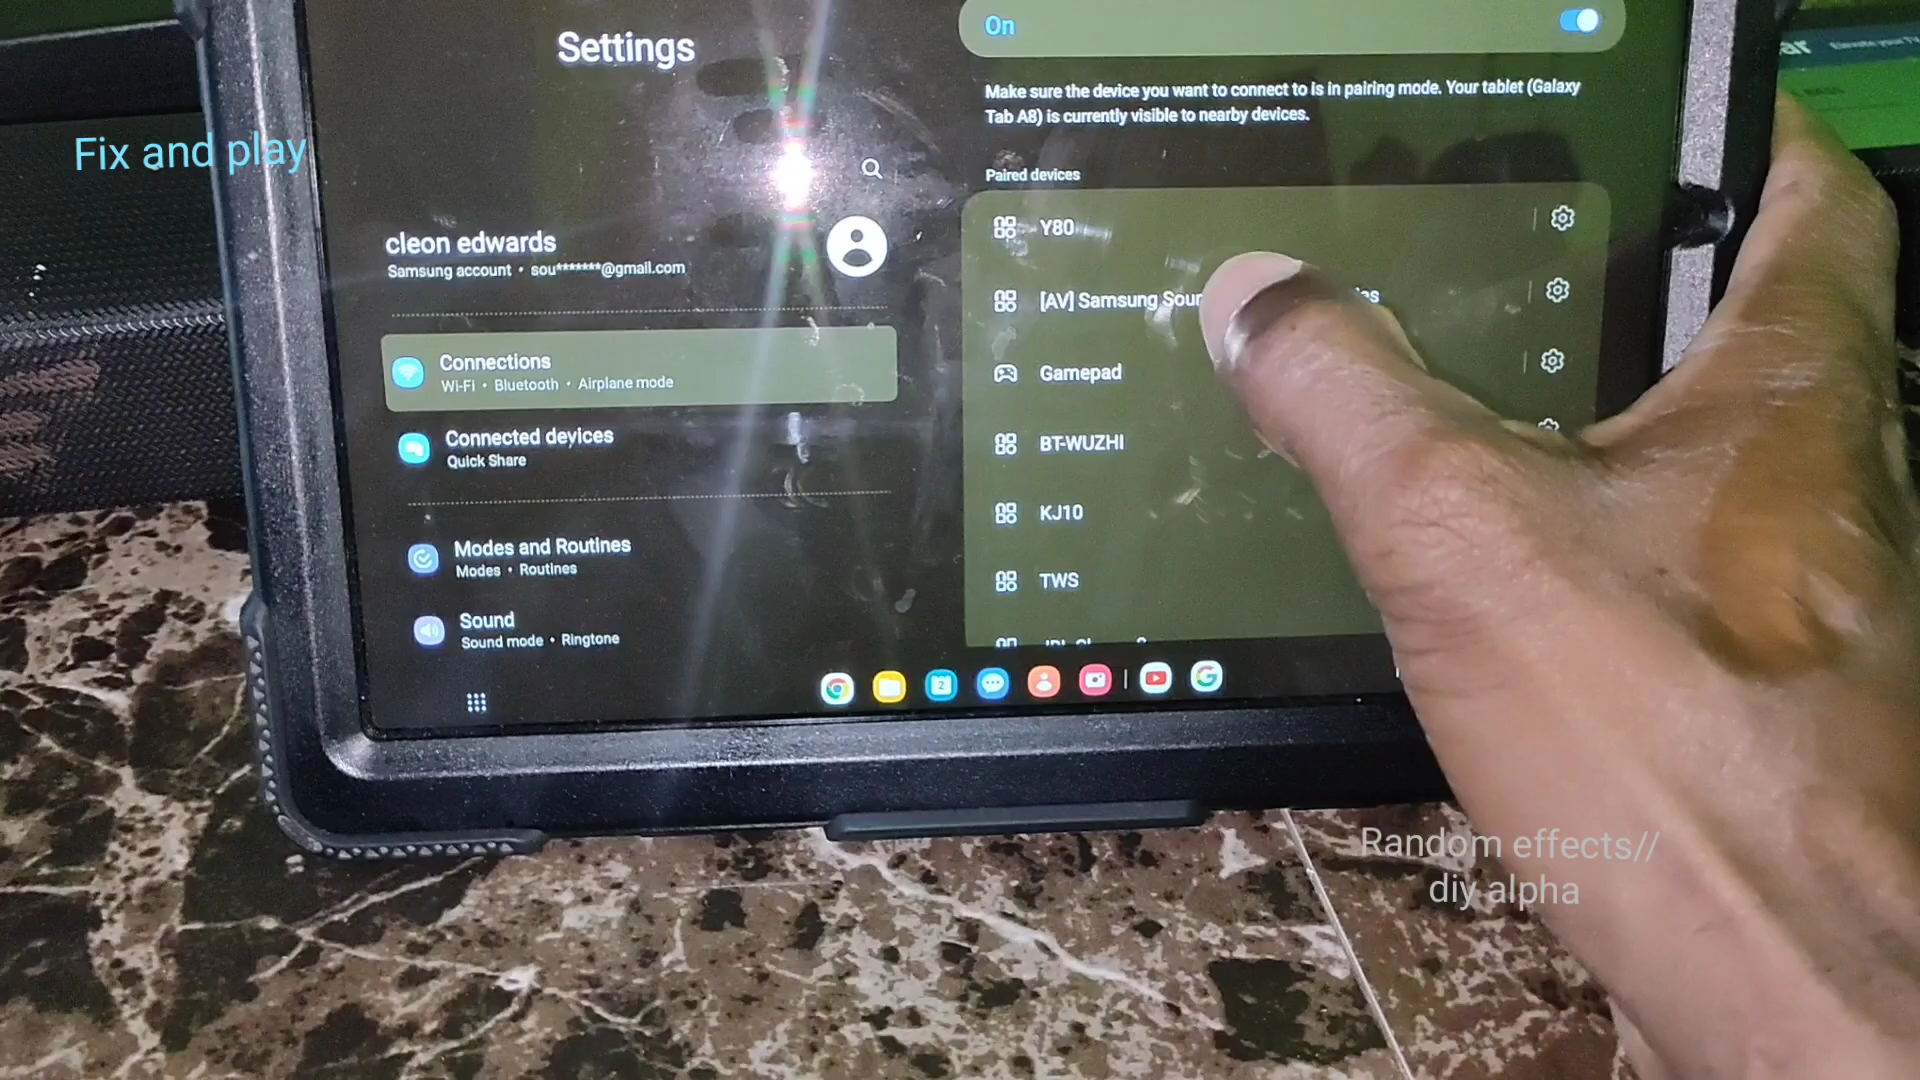 Settings
On
Make sure the device you want to connect to is in pairing mode. Your tablet (Galaxy
Tab A8) is currently visible to nearby devices.
Fix and play
Paired devices
cleon edwards
Samsung account • sou*******@gmail.com
Y80
[AV] Samsung
Connections
Wi-Fi • Bluetooth • Airplane mode
Gamepad
Connected devices
Quick Share
BT-WUZHI
KJ10
Modes and Routines
Modes • Routines
TWS
Sound
Sound mode • Ringtone
2
Random effects//
diy alpha